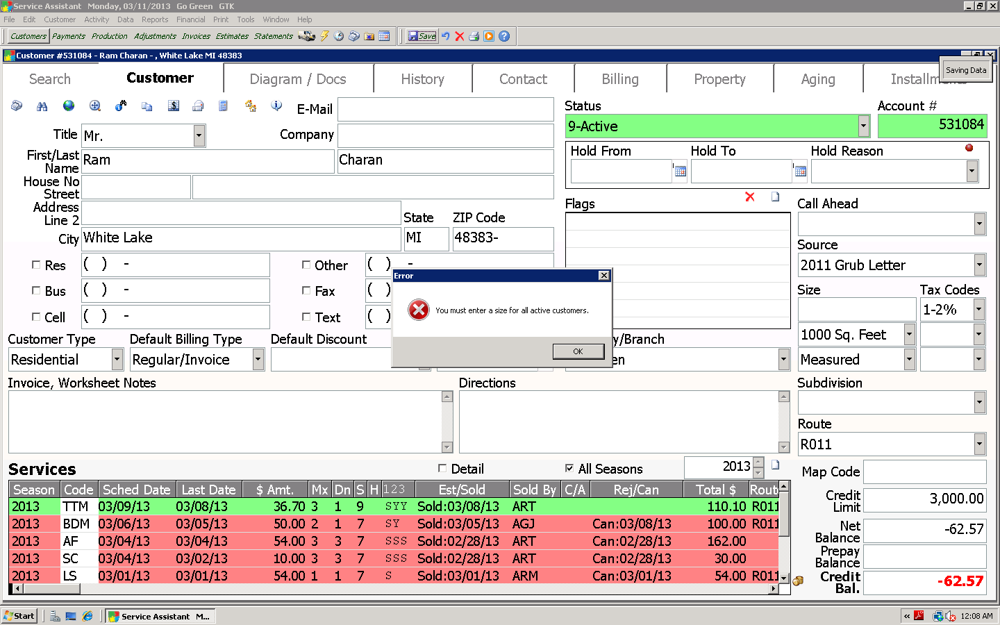 Service Assistant Monday, 03/11/2013 Go Green GTK
File Edit Customer Activity Data Reports Financial Print Tools Window Help
Customers Payments Production Adjustments Invoices Estimates Statements Save
Customer #531084 - Ram Charan - , White Lake MI 48383
Saving Data
Search Customer Diagram / Docs History Contact Billing Property Aging
E-Mail
Title Mr. Company
First/Last Name Ram Charan
House No Street
Address Line 2
State ZIP Code
City White Lake MI 48383-
Res ( ) - Other ( ) -
Bus ( ) - Fax ( )
Cell ( ) - Text ( )
Customer Type Default Billing Type Default Discount
Residential Regular/Invoice
Status Account #
9-Active 531084
Hold From Hold To Hold Reason
Flags Call Ahead
Source
2011 Grub Letter
Size Tax Codes
1-2%
1000 Sq. Feet
Measured
y/Branch
en
Error
You must enter a size for all active customers.
OK
Invoice, Worksheet Notes Directions
Subdivision
Route
R011
Services Detail All Seasons 2013
Season Code Sched Date Last Date $ Amt. Mx Dn S H 123 Est/Sold Sold By C/A Rej/Can Total $ Rout
2013 TTM 03/09/13 03/08/13 36.70 3 1 9 SYY Sold:03/08/13 ART 110.10 R011
2013 BDM 03/06/13 03/05/13 50.00 2 1 7 SY Sold:03/05/13 AGJ Can:03/08/13 100.00 R011
2013 AF 03/04/13 03/04/13 54.00 3 3 7 SSS Sold:02/28/13 ART Can:02/28/13 162.00
2013 SC 03/04/13 03/02/13 10.00 3 3 7 SSS Sold:02/28/13 ART Can:02/28/13 30.00
2013 LS 03/01/13 03/01/13 54.00 1 1 7 S Sold:03/01/13 ARM Can:03/01/13 54.00 R011
Map Code
Credit Limit 3,000.00
Net Balance -62.57
Prepay Balance
Credit Bal. -62.57
Start Service Assistant M... 12:08 AM